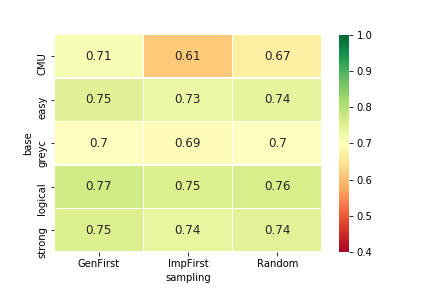 CMU 0.71 0.61 0.67
easy 0.75 0.73 0.74
greyc 0.7 0.69 0.7
logical 0.77 0.75 0.76
strong 0.75 0.74 0.74
base
GenFirst ImpFirst Random
sampling
1.0
0.9
0.8
0.7
0.6
0.5
0.4